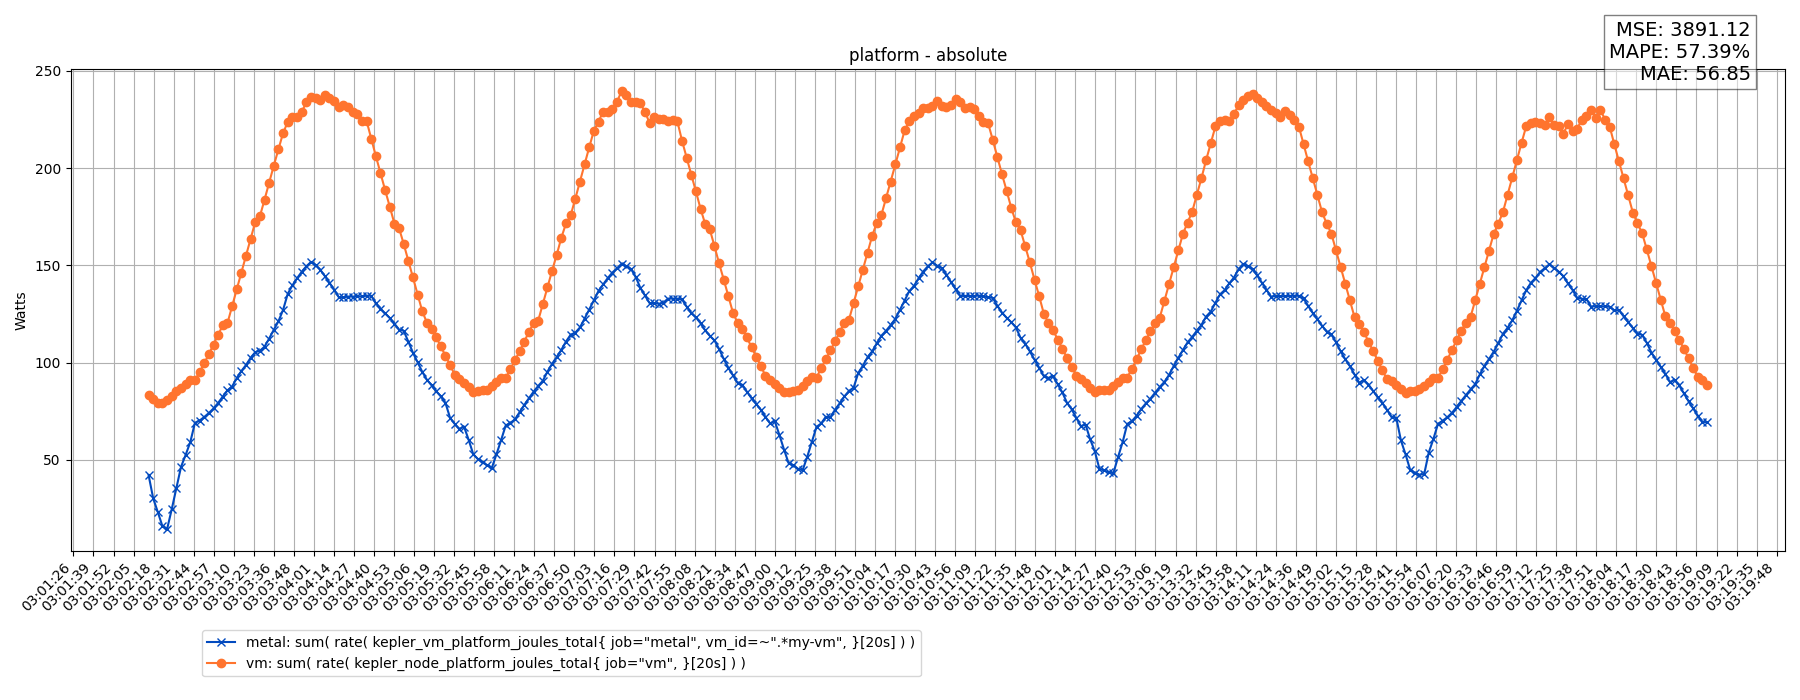 MSE: 3891.12
MAPE: 57.39%
MAE: 56.85
platform - absolute
Watts
250
200
150
100
50
03:01:26 03:01:39 03:01:52 03:02:05 03:02:18 03:02:31 03:02:44 03:02:57 03:03:10 03:03:23 03:03:36 03:03:48 03:04:01 03:04:14 03:04:27 03:04:40 03:04:53 03:05:06 03:05:19 03:05:32 03:05:45 03:05:58 03:06:11 03:06:24 03:06:37 03:06:50 03:07:03 03:07:16 03:07:29 03:07:42 03:07:55 03:08:08 03:08:21 03:08:34 03:08:47 03:09:00 03:09:12 03:09:25 03:09:38 03:09:51 03:10:04 03:10:17 03:10:30 03:10:43 03:10:56 03:11:09 03:11:22 03:11:35 03:11:48 03:12:01 03:12:14 03:12:27 03:12:40 03:12:53 03:13:06 03:13:19 03:13:32 03:13:45 03:13:58 03:14:11 03:14:24 03:14:36 03:14:49 03:15:02 03:15:15 03:15:28 03:15:41 03:15:54 03:16:07 03:16:20 03:16:33 03:16:46 03:16:59 03:17:12 03:17:25 03:17:38 03:17:51 03:18:04 03:18:17 03:18:30 03:18:43 03:18:56 03:19:09 03:19:22 03:19:35 03:19:48
metal: sum( rate( kepler_vm_platform_joules_total{ job="metal", vm_id=~".*my-vm", }[20s] ) )
vm: sum( rate( kepler_node_platform_joules_total{ job="vm", }[20s] ) )